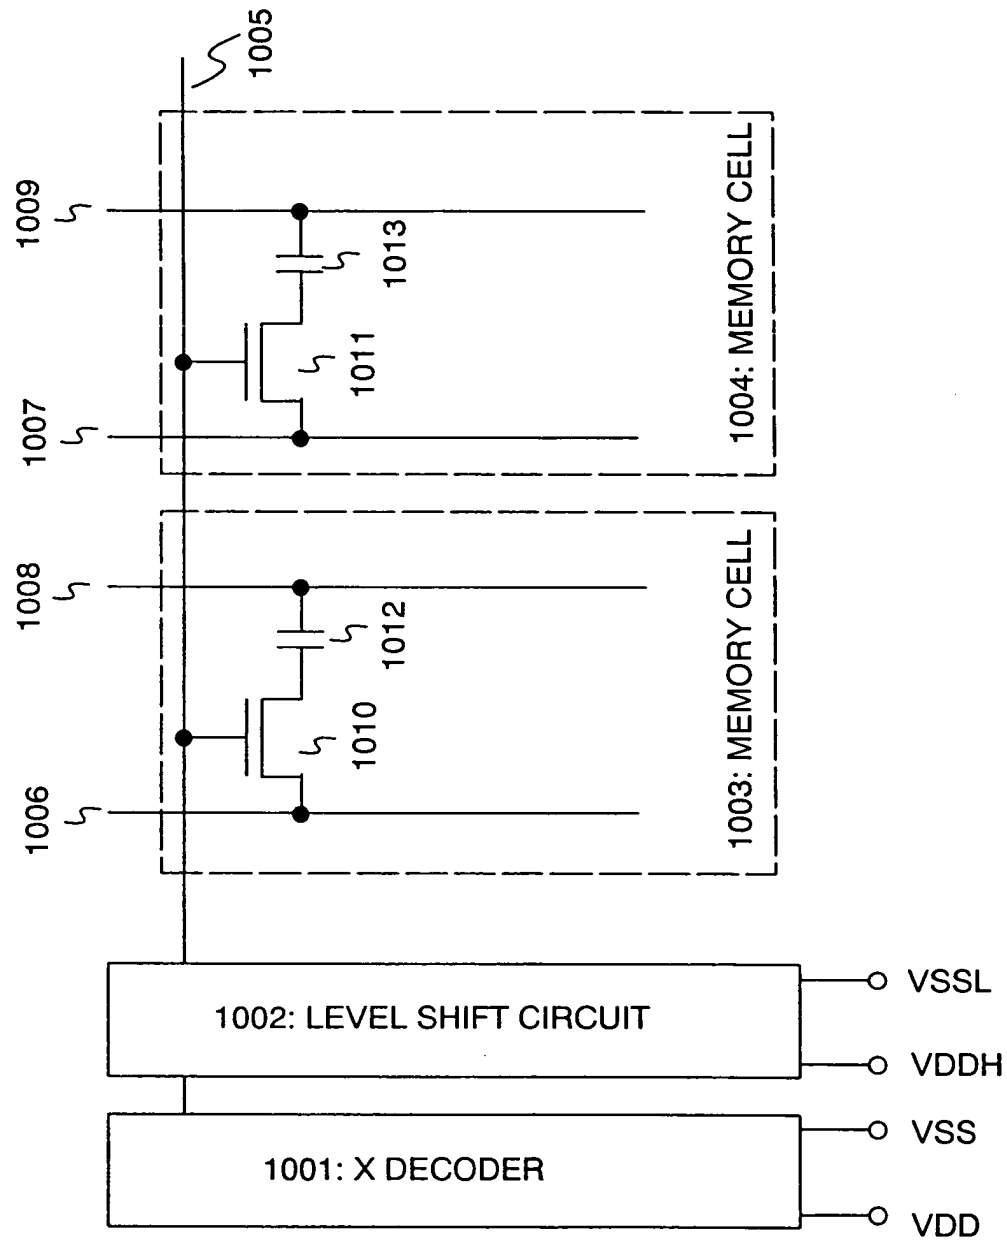 1005
1009
1007
1008
1006
1013
1011
1012
1010
1004: MEMORY CELL
1003: MEMORY CELL
1002: LEVEL SHIFT CIRCUIT
VSSL
VDDH
1001: X DECODER
VSS
VDD